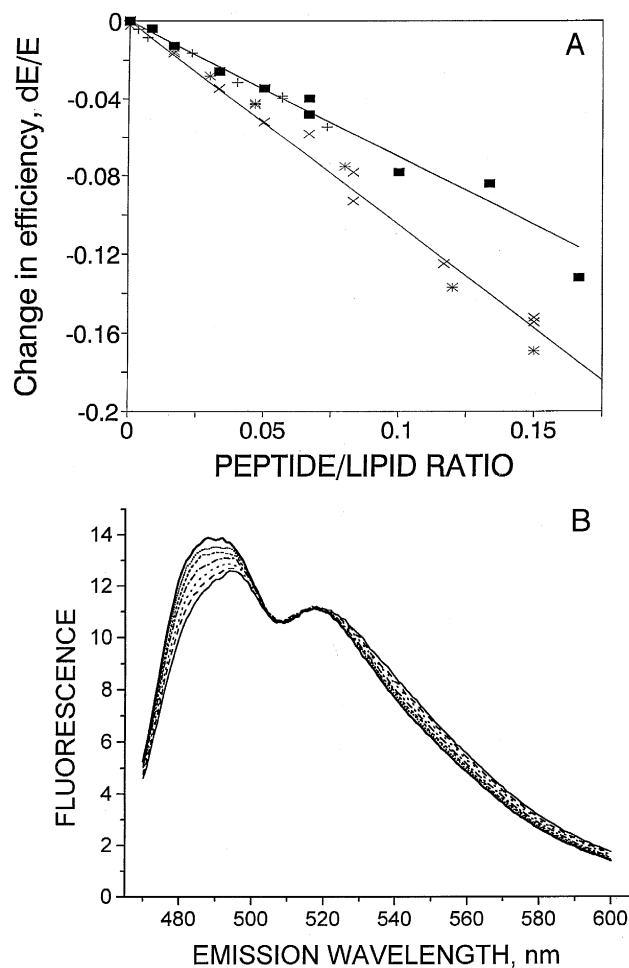 A
Change in efficiency, dE/E
0
-0.04
-0.08
-0.12
-0.16
-0.2
0 0.05 0.1 0.15
PEPTIDE/LIPID RATIO
B
FLUORESCENCE
14
12
10
8
6
4
2
0
480 500 520 540 560 580 600
EMISSION WAVELENGTH, nm